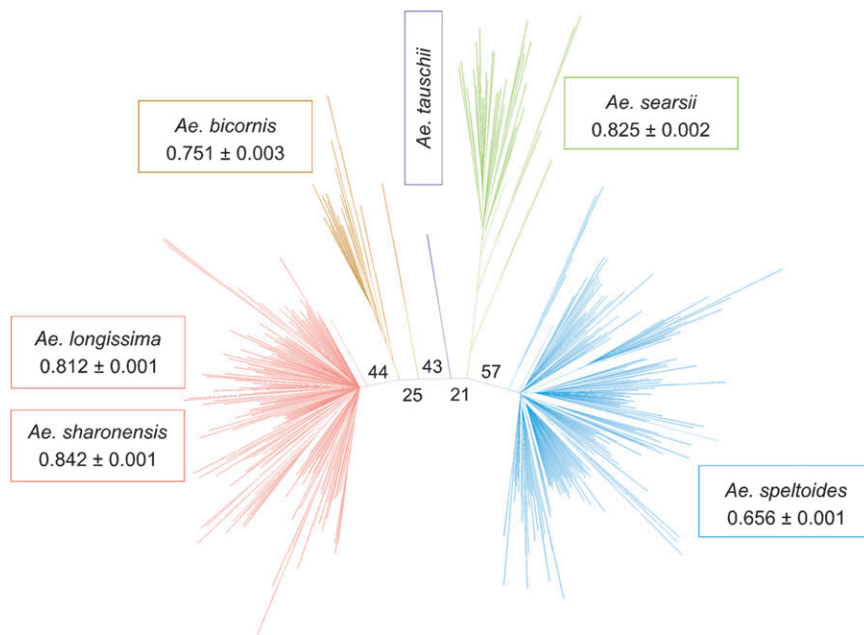 Ae. tauschii
Ae. searsii
0.825 ± 0.002
Ae. bicornis
0.751 ± 0.003
Ae. longissima
0.812 ± 0.001
44
43
57
25
21
Ae. sharonensis
0.842 ± 0.001
Ae. speltoides
0.656 ± 0.001